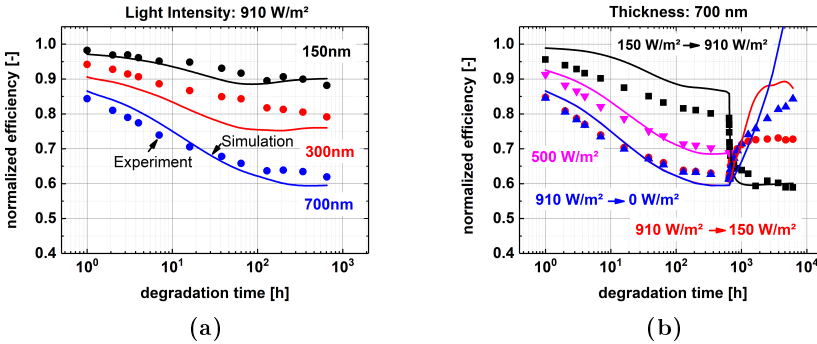 Light Intensity: 910 W/m²
normalized efficiency [-]
1.0
0.9
0.8
0.7
0.6
0.5
0.4
150nm
300nm
700nm
Simulation
Experiment
10⁰
10¹
10²
10³
degradation time [h]
(a)
Thickness: 700 nm
normalized efficiency [-]
1.0
0.9
0.8
0.7
0.6
0.5
0.4
150 W/m² → 910 W/m²
500 W/m²
910 W/m² → 0 W/m²
910 W/m² → 150 W/m²
10⁰
10¹
10²
10³
10⁴
degradation time [h]
(b)